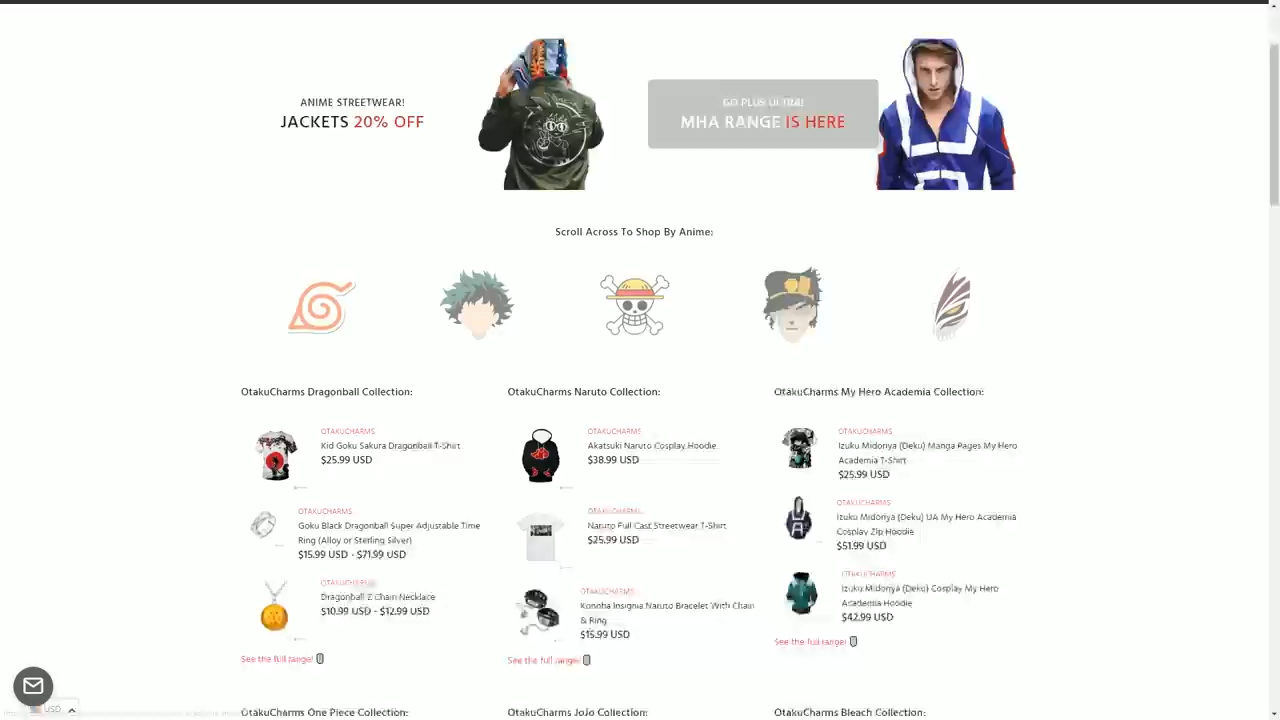 ANIME STREETWEAR!
JACKETS 20% OFF
GO PLUS ULTRA!
MHA RANGE IS HERE
Scroll Across To Shop By Anime:
OtakuCharms Dragonball Collection:
OTAKUCHARMS
Kid Goku Sakura Dragonball T-Shirt
$25.99 USD
OTAKUCHARMS
Goku Black Dragonball Super Adjustable Time
Ring (Alloy or Sterling Silver)
$15.99 USD - $71.99 USD
OTAKUCHARMS
Dragonball Z Chain Necklace
$10.99 USD - $12.99 USD
See the full range!
OtakuCharms Naruto Collection:
OTAKUCHARMS
Akatsuki Naruto Cosplay Hoodie
$38.99 USD
OTAKUCHARMS
Naruto Full Cast Streetwear T-Shirt
$25.99 USD
OTAKUCHARMS
Konoha Insignia Naruto Bracelet With Chain
& Ring
$15.99 USD
See the full range!
OtakuCharms My Hero Academia Collection:
OTAKUCHARMS
Izuku Midoriya (Deku) Manga Pages My Hero
Academia T-Shirt
$25.99 USD
OTAKUCHARMS
Izuku Midoriya (Deku) UA My Hero Academia
Cosplay Zip Hoodie
$51.99 USD
OTAKUCHARMS
Izuku Midoriya (Deku) Cosplay My Hero
Academia Hoodie
$42.99 USD
See the full range!
USD
OtakuCharms One Piece Collection:
OtakuCharms JoJo Collection:
OtakuCharms Bleach Collection: